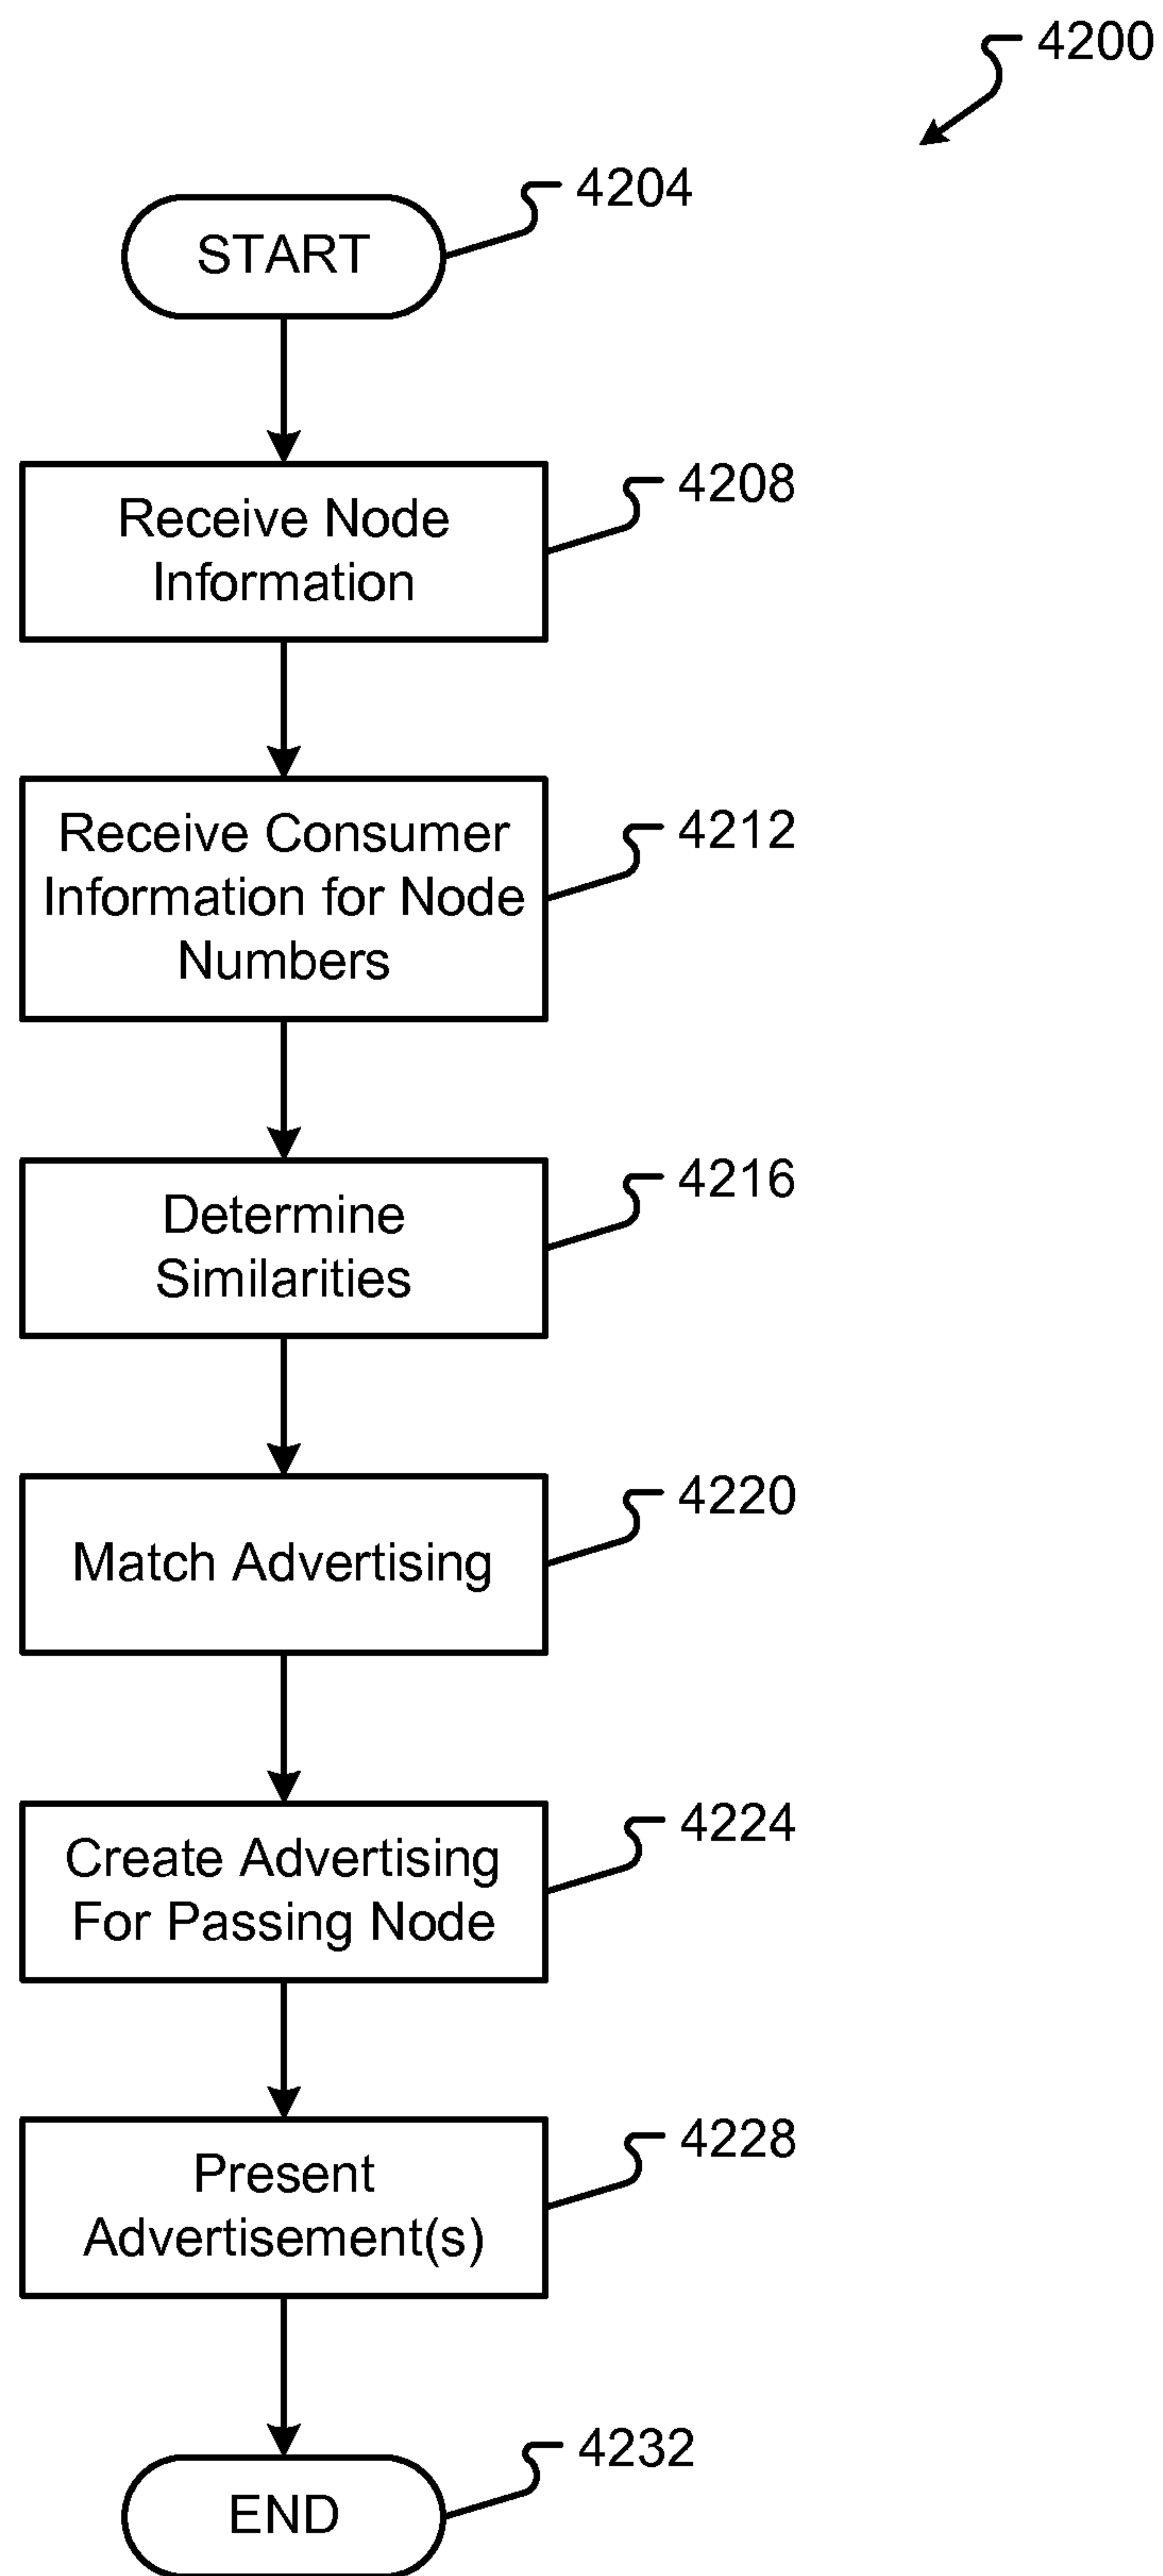 4200
4204
START
4208
Receive Node
Information
4212
Receive Consumer
Information for Node
Numbers
4216
Determine
Similarities
4220
Match Advertising
4224
Create Advertising
For Passing Node
4228
Present
Advertisement(s)
4232
END